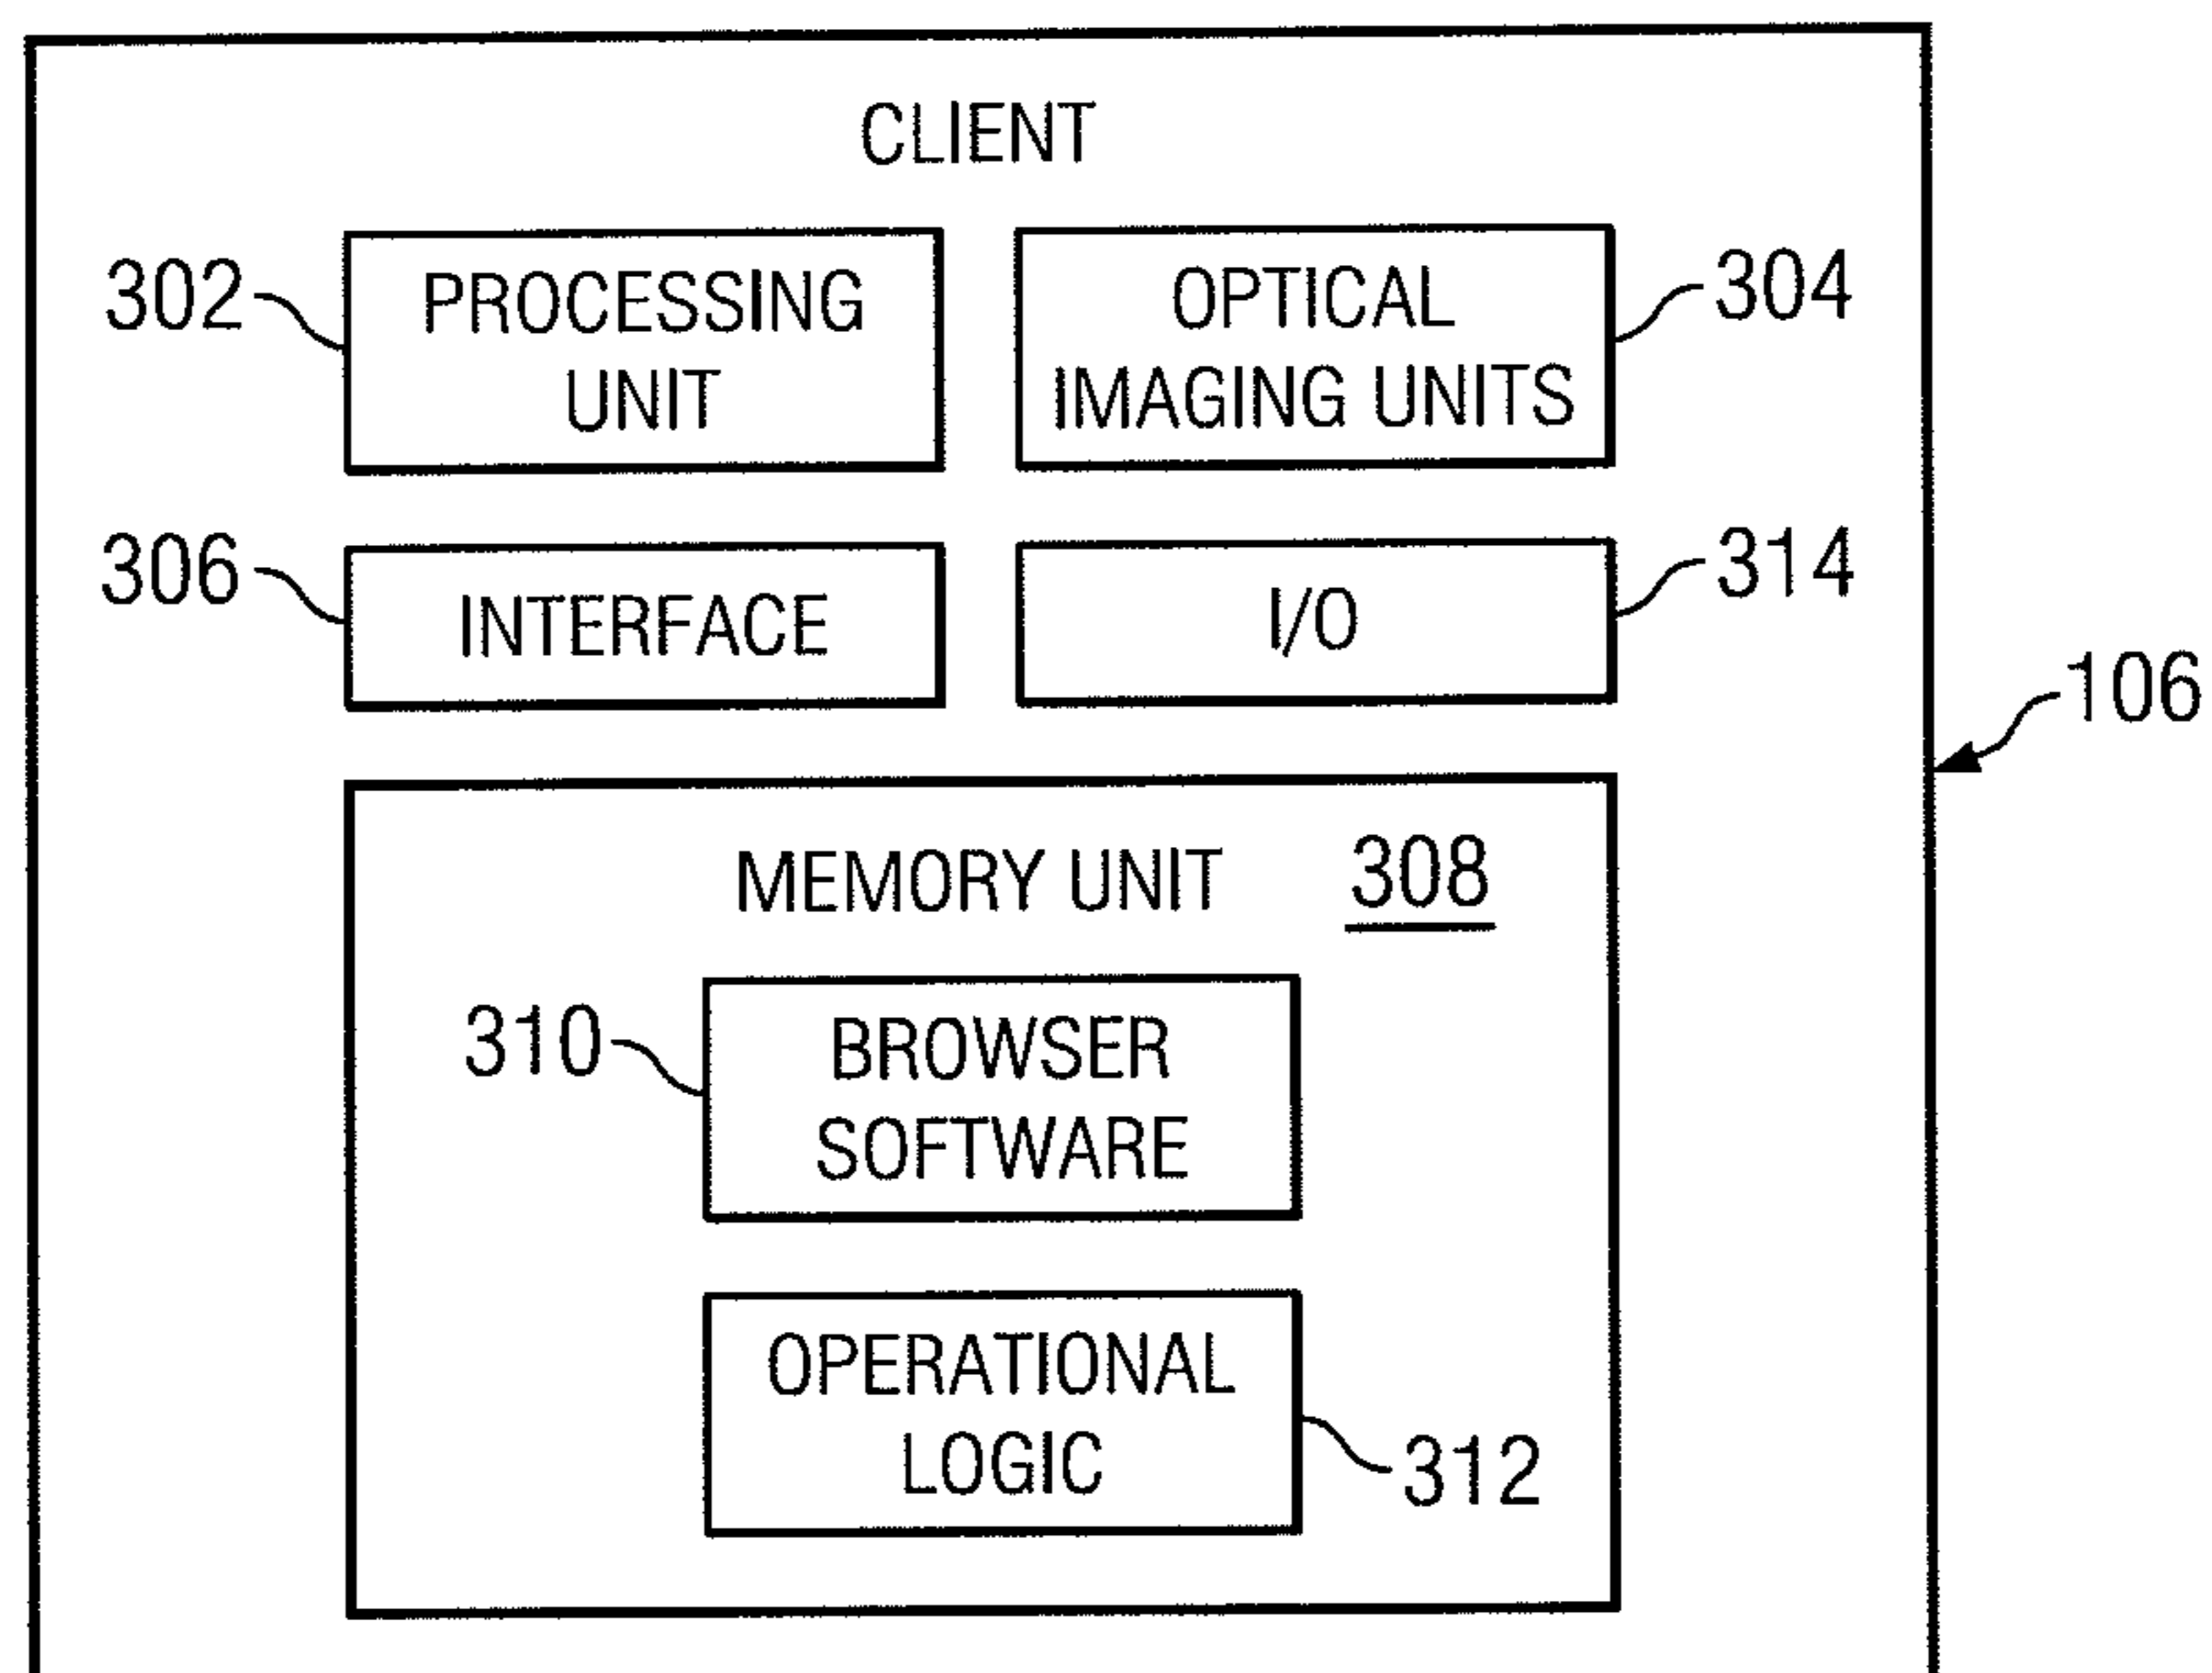 CLIENT
302
PROCESSING
UNIT
OPTICAL
IMAGING UNITS
304
306
INTERFACE
I/O
314
106
MEMORY UNIT
308
310
BROWSER
SOFTWARE
OPERATIONAL
LOGIC
312